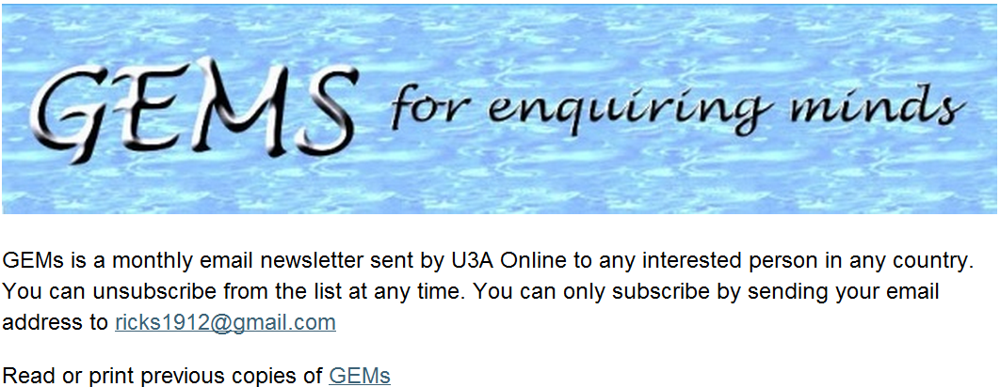 GEMS for enquiring minds
GEMs is a monthly email newsletter sent by U3A Online to any interested person in any country.
You can unsubscribe from the list at any time. You can only subscribe by sending your email
address to ricks1912@gmail.com
Read or print previous copies of GEMs